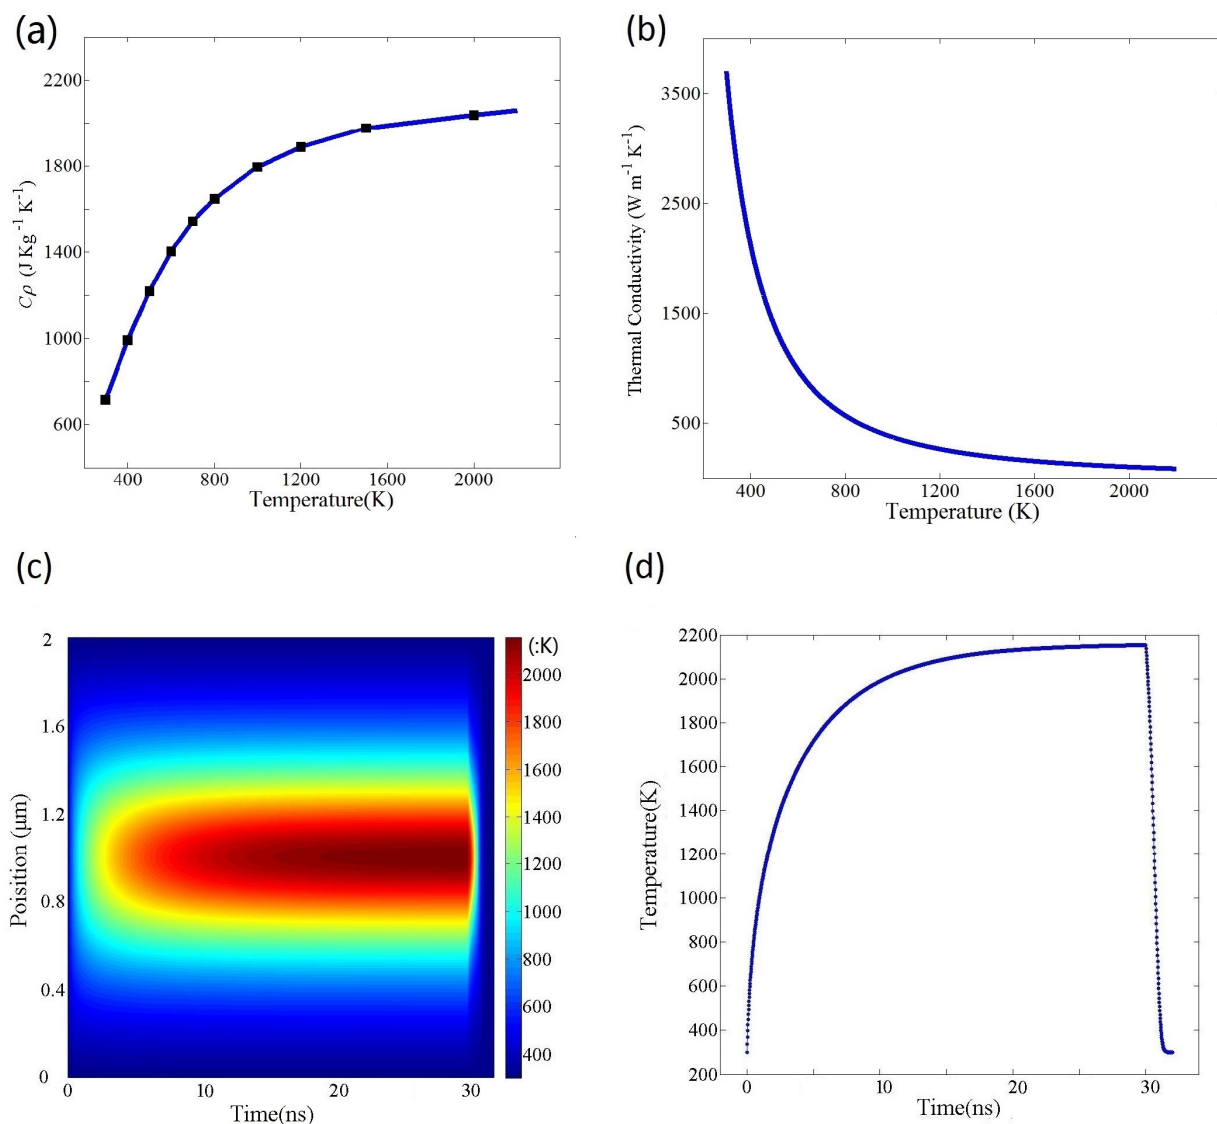 (a)
2200
1800
1400
1000
600
Cρ (J Kg⁻¹ K⁻¹)
400 800 1200 1600 2000
Temperature(K)
(b)
3500
2500
1500
500
Thermal Conductivity (W m⁻¹ K⁻¹)
400 800 1200 1600 2000
Temperature (K)
(c)
2
1.6
1.2
0.8
0.4
0
Poisition (µm)
0 10 20 30
Time(ns)
(:K)
2000
1800
1600
1400
1200
1000
800
600
400
(d)
2200
2000
1800
1600
1400
1200
1000
800
600
400
200
Temperature(K)
0 10 20 30
Time(ns)